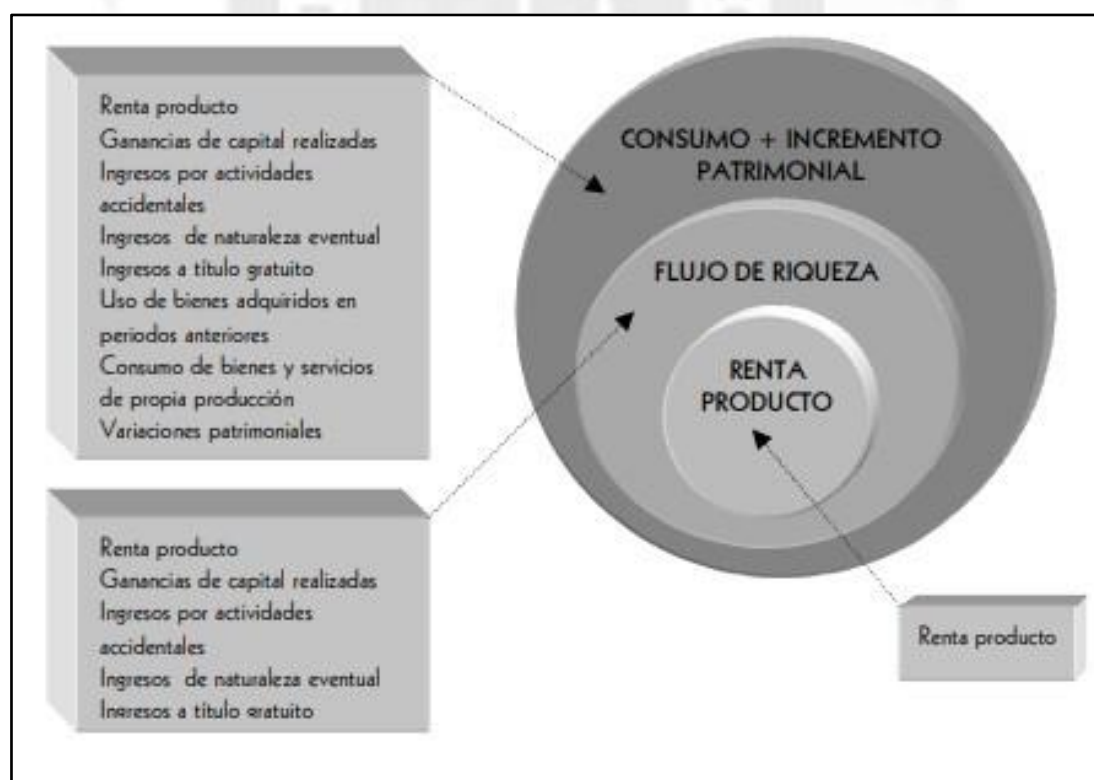 Renta producto
Ganancias de capital realizadas
Ingresos por actividades
accidentales
Ingresos de naturaleza eventual
Ingresos a título gratuito
Uso de bienes adquiridos en
periodos anteriores
Consumo de bienes y servicios
de propia producción
Variaciones patrimoniales
CONSUMO + INCREMENTO
PATRIMONIAL
FLUJO DE RIQUEZA
RENTA
PRODUCTO
Renta producto
Ganancias de capital realizadas
Ingresos por actividades
accidentales
Ingresos de naturaleza eventual
Ingresos a título gratuito
Renta producto